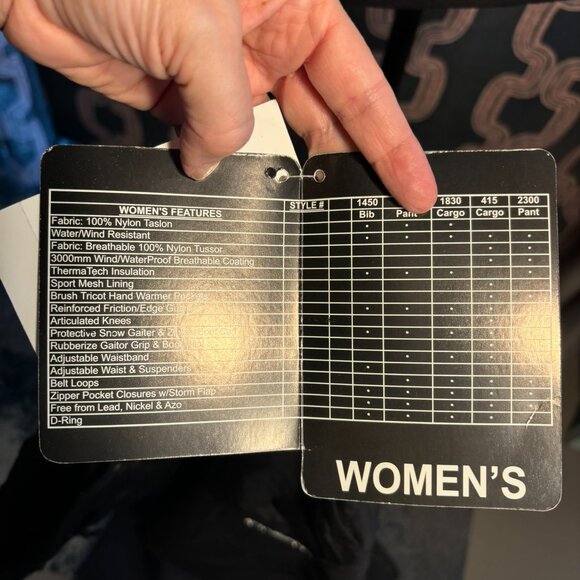 STYLE # 1450 1830 415 2300
WOMEN'S FEATURES Bib Pant Cargo Cargo Pant
Fabric: 100% Nylon Taslon
Water/Wind Resistant
Fabric: Breathable 100% Nylon Tussor
3000mm Wind/WaterProof Breathable Coating
ThermaTech Insulation
Sport Mesh Lining
Brush Tricot Hand Warmer Pockets
Reinforced Friction/Edge
Articulated Knees
Protective Snow Gaiter &
Rubberize Gaitor Grip &
Adjustable Waistband
Adjustable Waist & Suspenders
Belt Loops
Zipper Pocket Closures w/Storm Flap
Free from Lead, Nickel & Azo
D-Ring
WOMEN'S